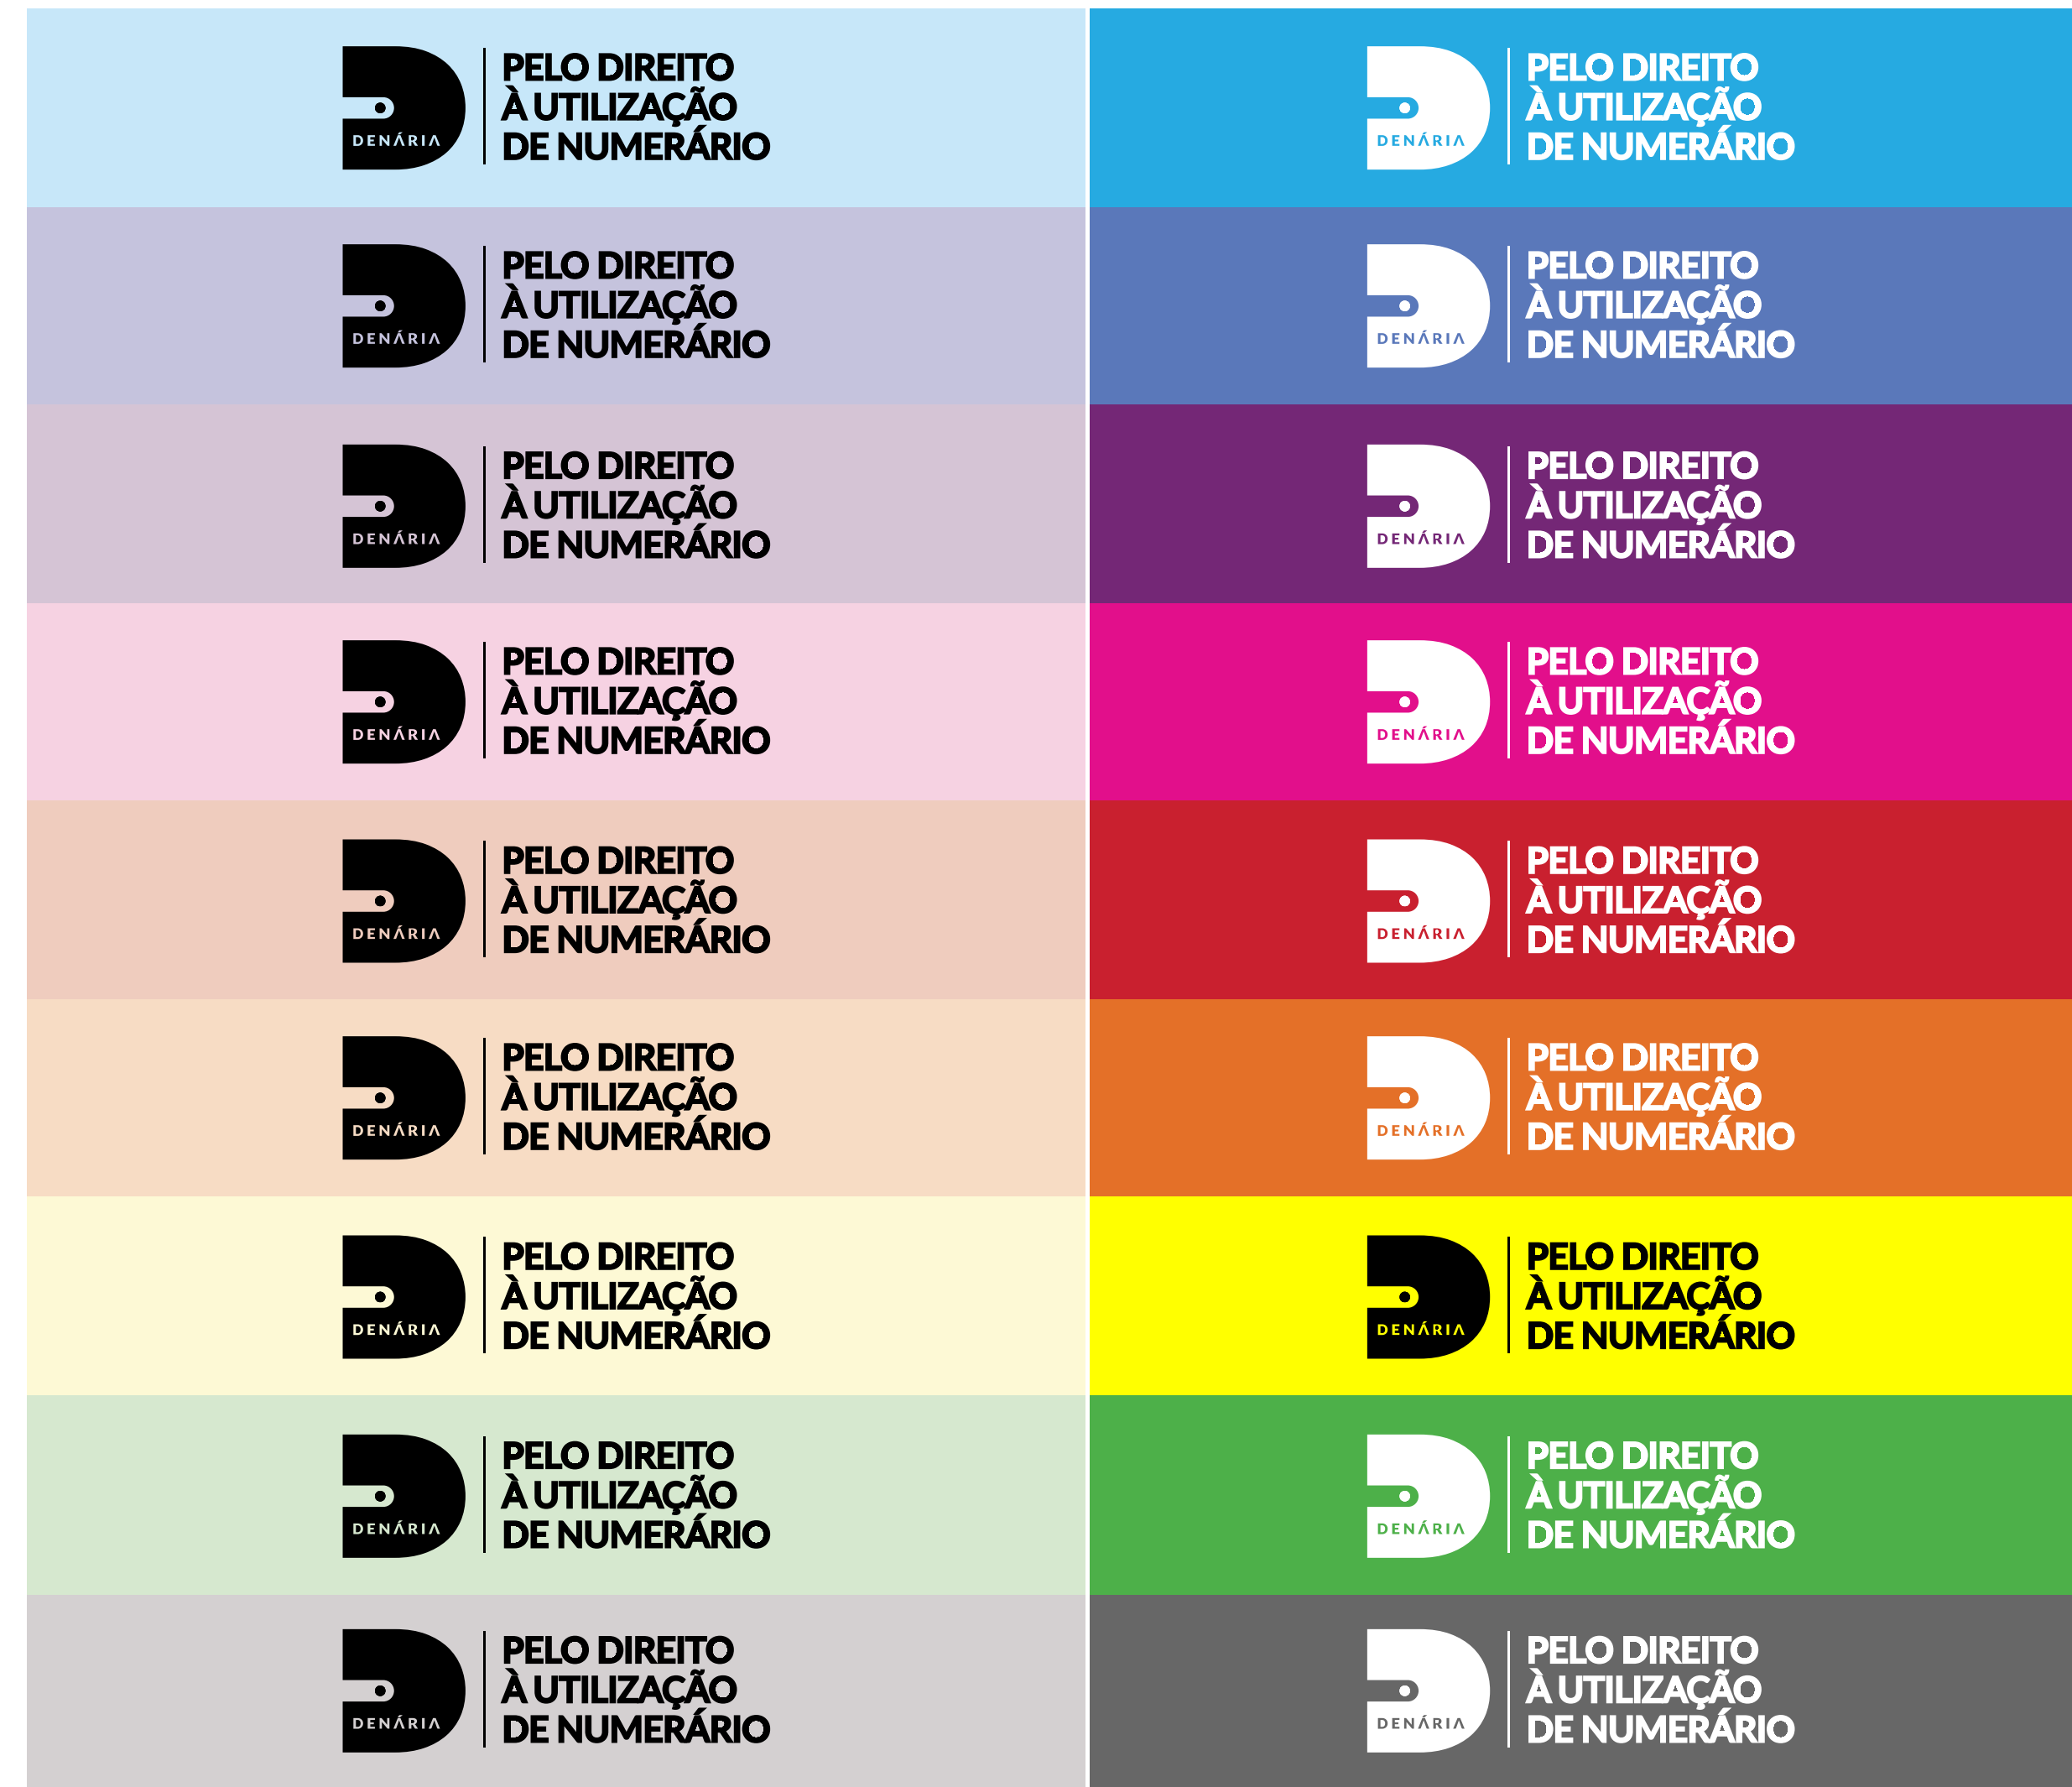 DENÁRIA
PELO DIREITO
À UTILIZAÇÃO
DE NUMERÁRIO
DENÁRIA
PELO DIREITO
À UTILIZAÇÃO
DE NUMERÁRIO
DENÁRIA
PELO DIREITO
À UTILIZAÇÃO
DE NUMERÁRIO
DENÁRIA
PELO DIREITO
À UTILIZAÇÃO
DE NUMERÁRIO
DENÁRIA
PELO DIREITO
À UTILIZAÇÃO
DE NUMERÁRIO
DENÁRIA
PELO DIREITO
À UTILIZAÇÃO
DE NUMERÁRIO
DENÁRIA
PELO DIREITO
À UTILIZAÇÃO
DE NUMERÁRIO
DENÁRIA
PELO DIREITO
À UTILIZAÇÃO
DE NUMERÁRIO
DENÁRIA
PELO DIREITO
À UTILIZAÇÃO
DE NUMERÁRIO
DENÁRIA
PELO DIREITO
À UTILIZAÇÃO
DE NUMERÁRIO
DENÁRIA
PELO DIREITO
À UTILIZAÇÃO
DE NUMERÁRIO
DENÁRIA
PELO DIREITO
À UTILIZAÇÃO
DE NUMERÁRIO
DENÁRIA
PELO DIREITO
À UTILIZAÇÃO
DE NUMERÁRIO
DENÁRIA
PELO DIREITO
À UTILIZAÇÃO
DE NUMERÁRIO
DENÁRIA
PELO DIREITO
À UTILIZAÇÃO
DE NUMERÁRIO
DENÁRIA
PELO DIREITO
À UTILIZAÇÃO
DE NUMERÁRIO
DENÁRIA
PELO DIREITO
À UTILIZAÇÃO
DE NUMERÁRIO
DENÁRIA
PELO DIREITO
À UTILIZAÇÃO
DE NUMERÁRIO